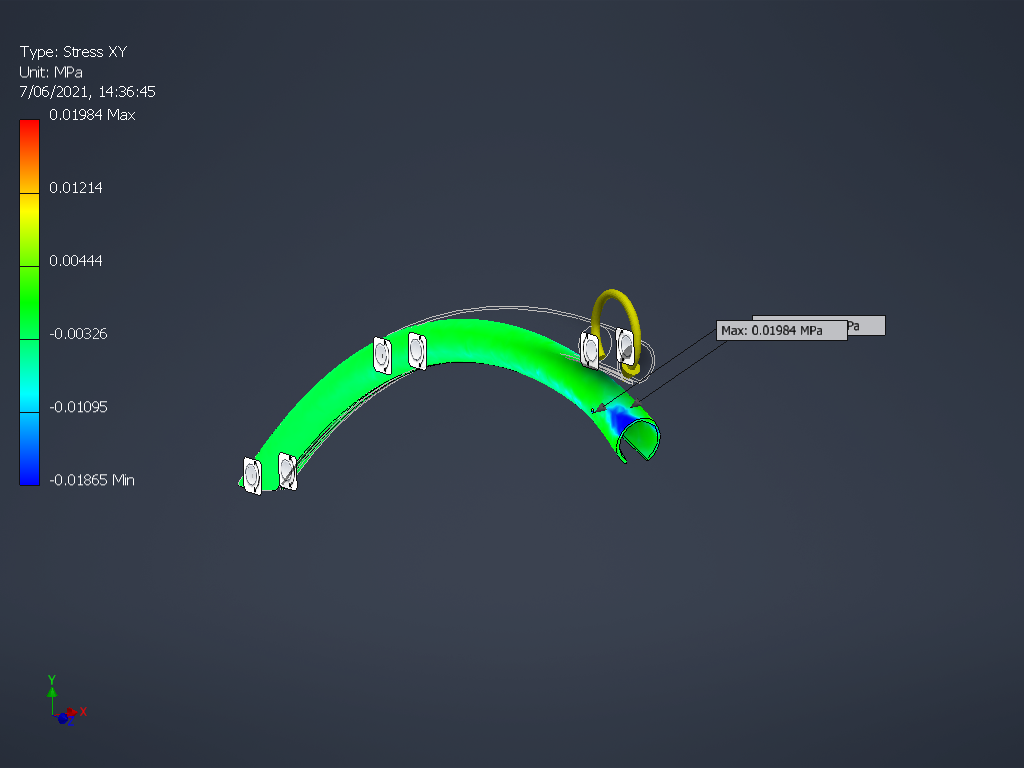 Type: Stress XY
Unit: MPa
7/06/2021, 14:36:45
0.01984 Max
0.01214
0.00444
-0.00326
-0.01095
-0.01865 Min
Max: 0.01984 MPa
Pa
Y
X
Z